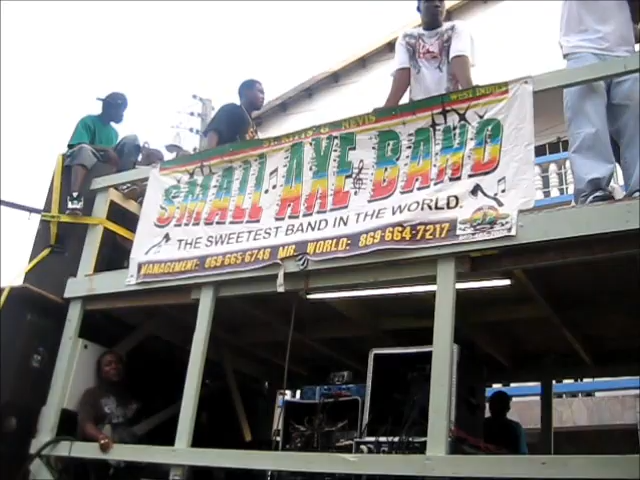 ST. KITTS & NEVIS WEST INDIES
SMALL AXE BAND
THE SWEETEST BAND IN THE WORLD.
MANAGEMENT: 869-665-6748 MR. WORLD: 869-664-7217